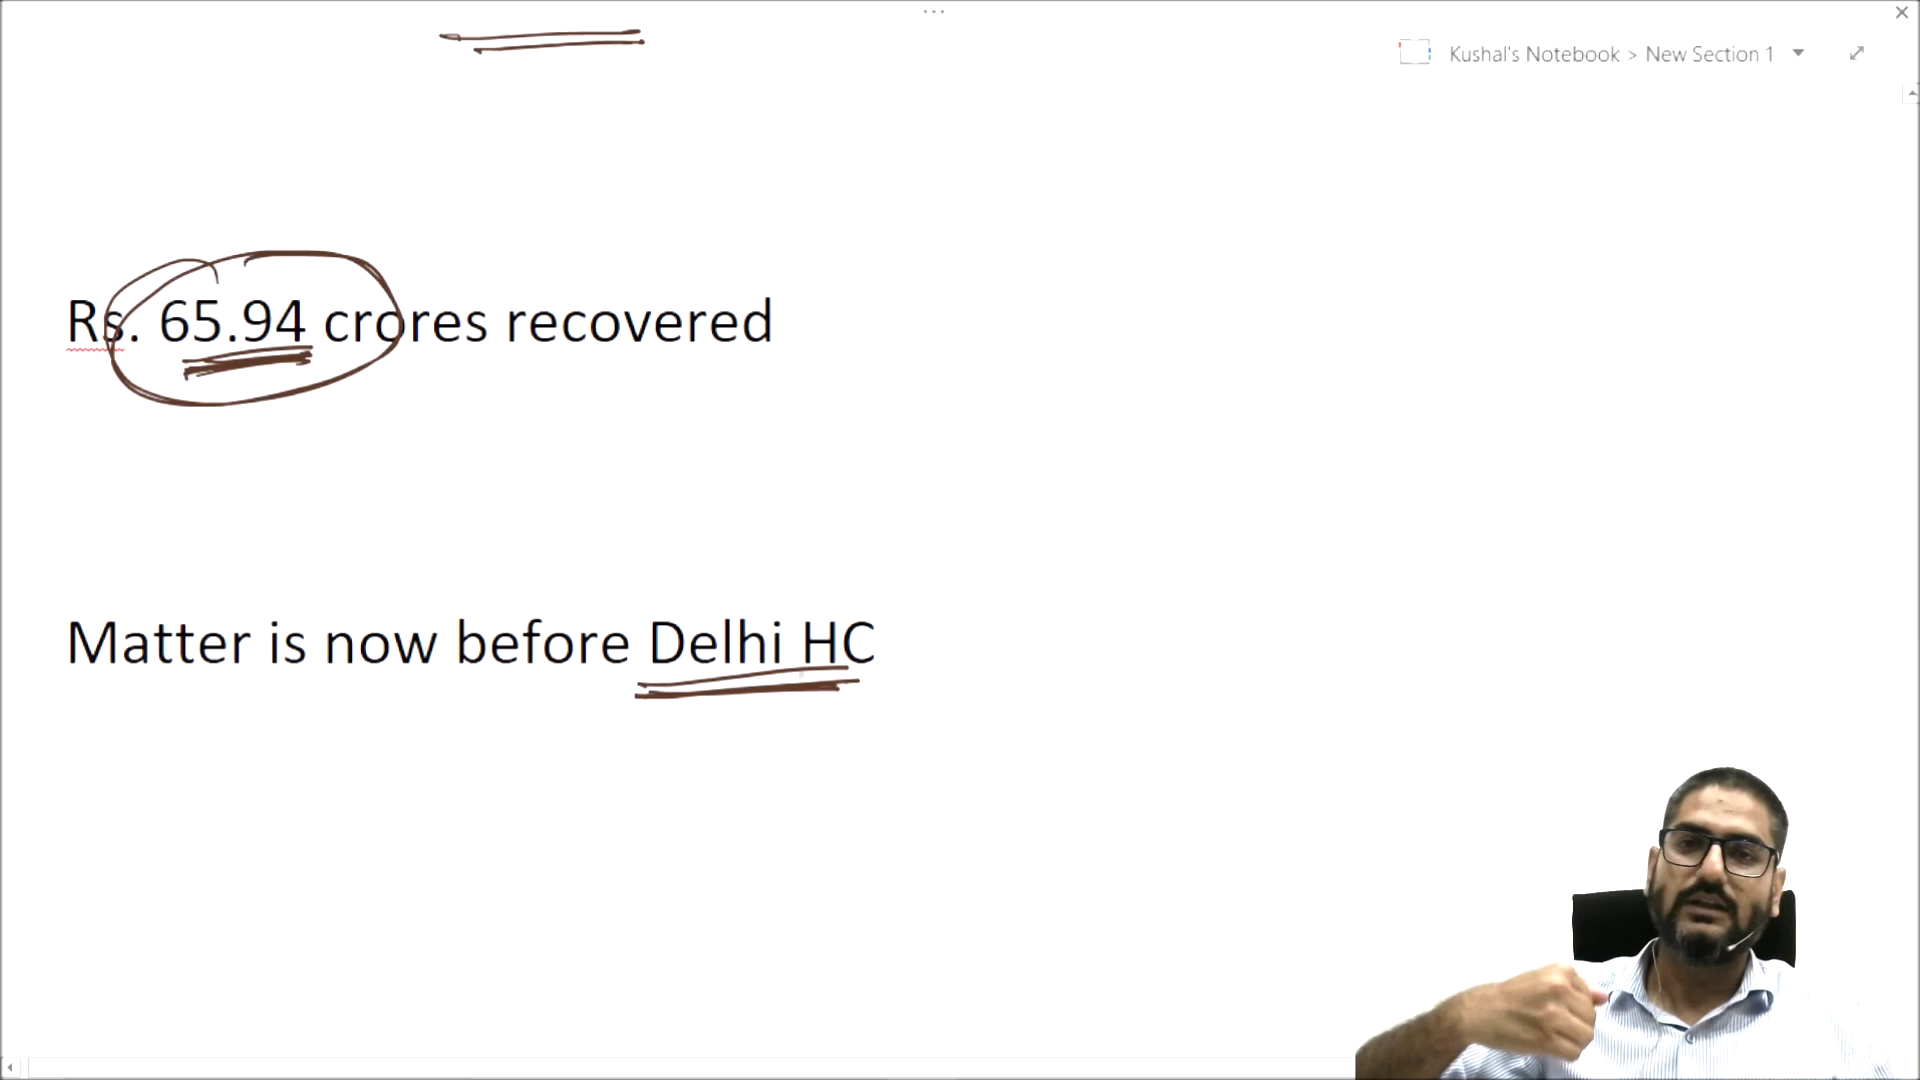 Kushal's Notebook > New Section 1
Rs. 65.94 crores recovered
Matter is now before Delhi HC